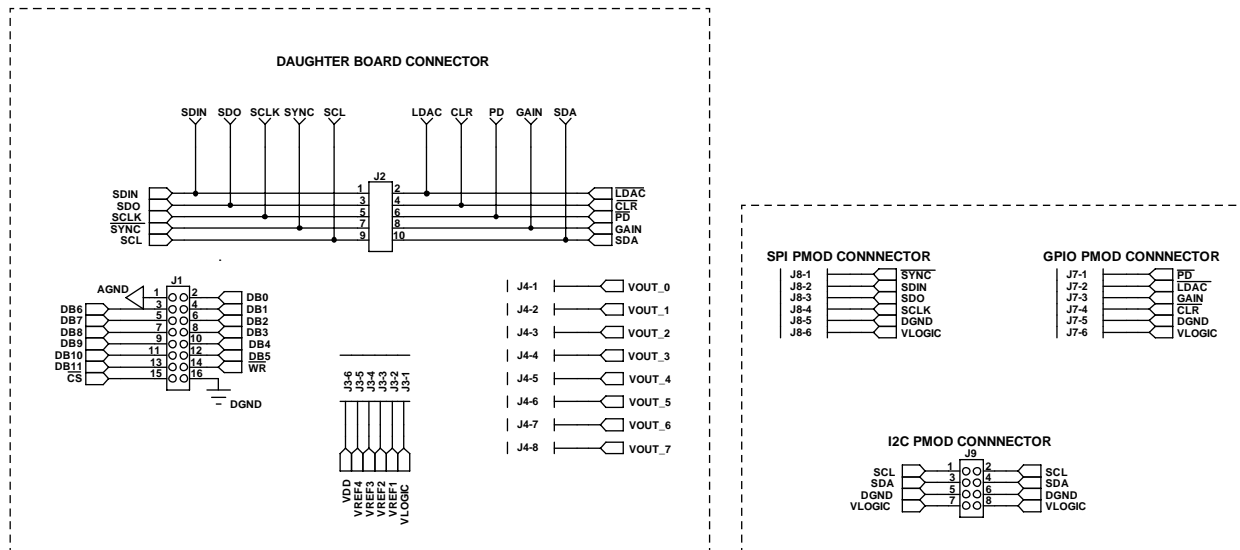 DAUGHTER BOARD CONNECTOR
SDIN SDO SCLK SYNC SCL LDAC CLR PD GAIN SDA
J2
SDIN 1 2 LDAC
SDO 3 4 CLR
SCLK 5 6 PD
SYNC 7 8 GAIN
SCL 9 10 SDA
J1
AGND 1 2 DB0
DB6 3 4 DB1
DB7 5 6 DB2
DB8 7 8 DB3
DB9 9 10 DB4
DB10 11 12 DB5
DB11 13 14 WR
CS 15 16
DGND
J3-6 J3-5 J3-4 J3-3 J3-2 J3-1
VDD VREF4 VREF3 VREF2 VREF1 VLOGIC
J4-1 VOUT_0
J4-2 VOUT_1
J4-3 VOUT_2
J4-4 VOUT_3
J4-5 VOUT_4
J4-6 VOUT_5
J4-7 VOUT_6
J4-8 VOUT_7
SPI PMOD CONNNECTOR
J8-1 SYNC
J8-2 SDIN
J8-3 SDO
J8-4 SCLK
J8-5 DGND
J8-6 VLOGIC
GPIO PMOD CONNNECTOR
J7-1 PD
J7-2 LDAC
J7-3 GAIN
J7-4 CLR
J7-5 DGND
J7-6 VLOGIC
I2C PMOD CONNNECTOR
J9
SCL 1 2 SCL
SDA 3 4 SDA
DGND 5 6 DGND
VLOGIC 7 8 VLOGIC